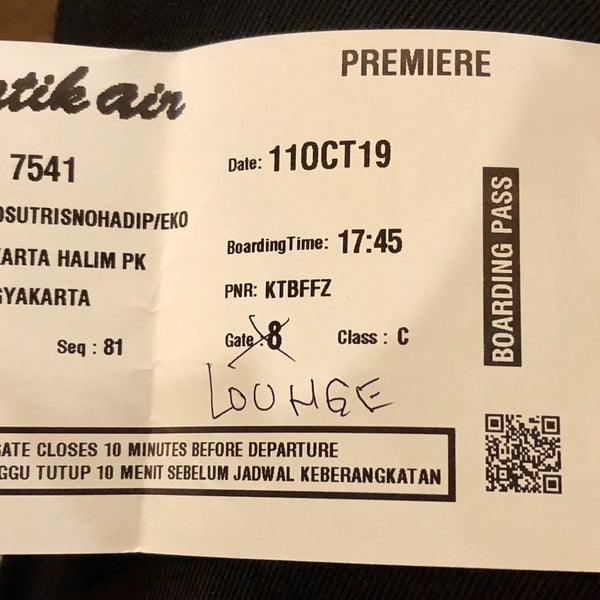 PREMIERE
tik air
7541
Date: 11OCT19
OSUTRISNOHADIP/EKO
BoardingTime: 17:45
ARTA HALIM PK
PNR: KTBFFZ
GYAKARTA
Seq : 81
Gate : 8
Class : C
LOUNGE
BOARDING PASS
GATE CLOSES 10 MINUTES BEFORE DEPARTURE
GGU TUTUP 10 MENIT SEBELUM JADWAL KEBERANGKATAN